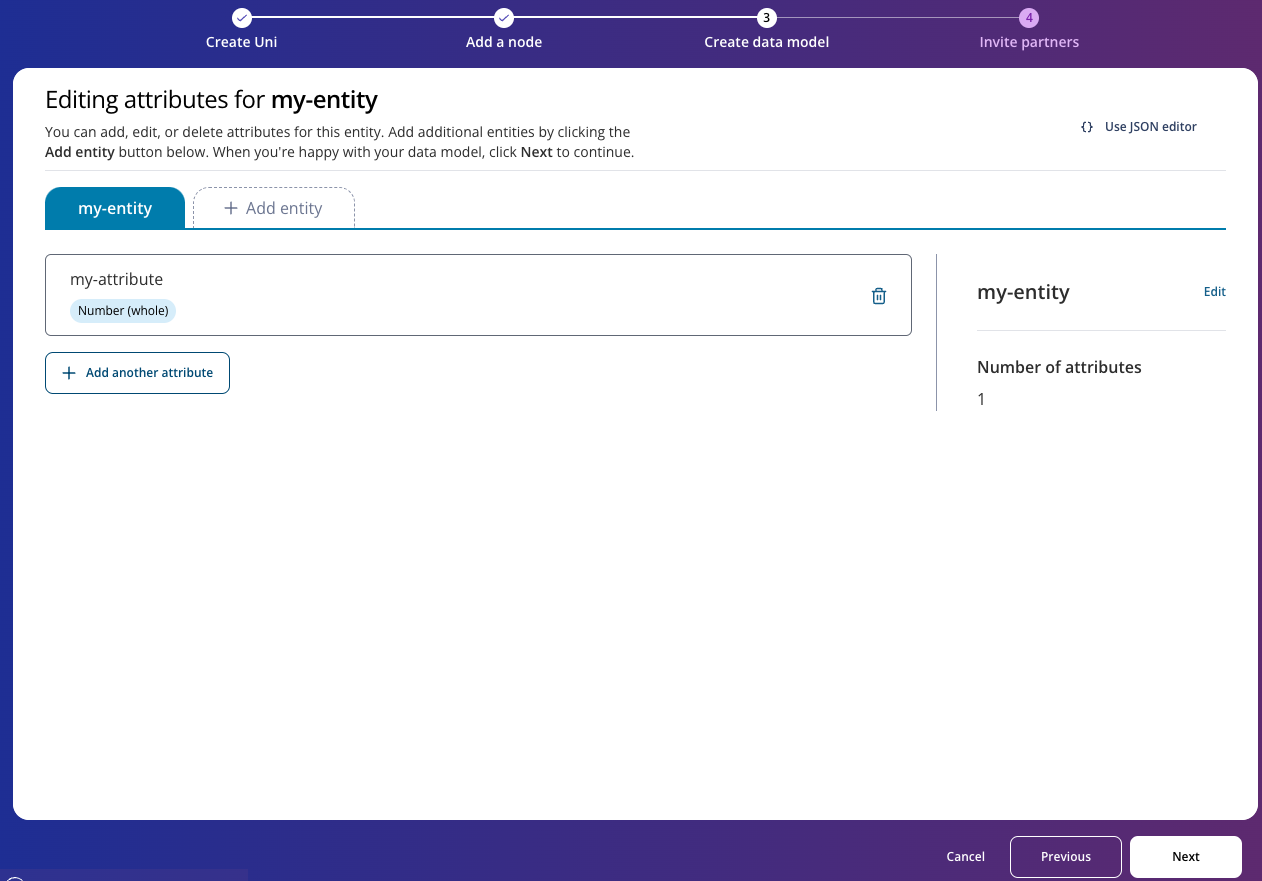 3
4
Create Uni
Add a node
Create data model
Invite partners
Editing attributes for my-entity
You can add, edit, or delete attributes for this entity. Add additional entities by clicking the
Add entity button below. When you're happy with your data model, click Next to continue.
{} Use JSON editor
my-entity
+ Add entity
my-attribute
Number (whole)
+ Add another attribute
my-entity
Edit
Number of attributes
1
Cancel
Previous
Next